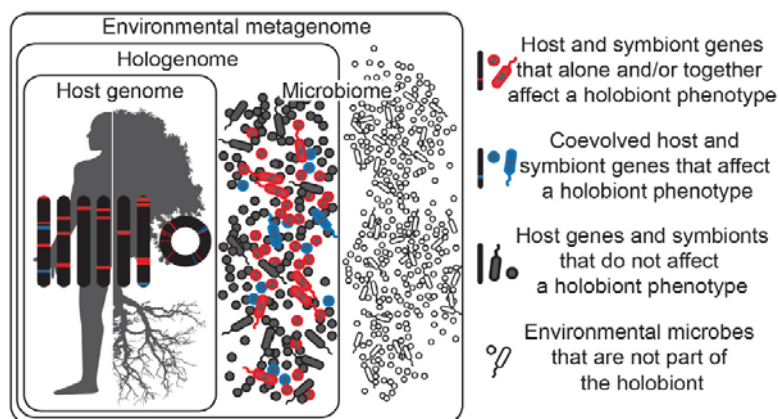 Environmental metagenome
Hologenome
Host genome
Microbiome
Host and symbiont genes
that alone and/or together
affect a holobiont phenotype
Coevolved host and
symbiont genes that affect
a holobiont phenotype
Host genes and symbionts
that do not affect
a holobiont phenotype
Environmental microbes
that are not part of
the holobiont